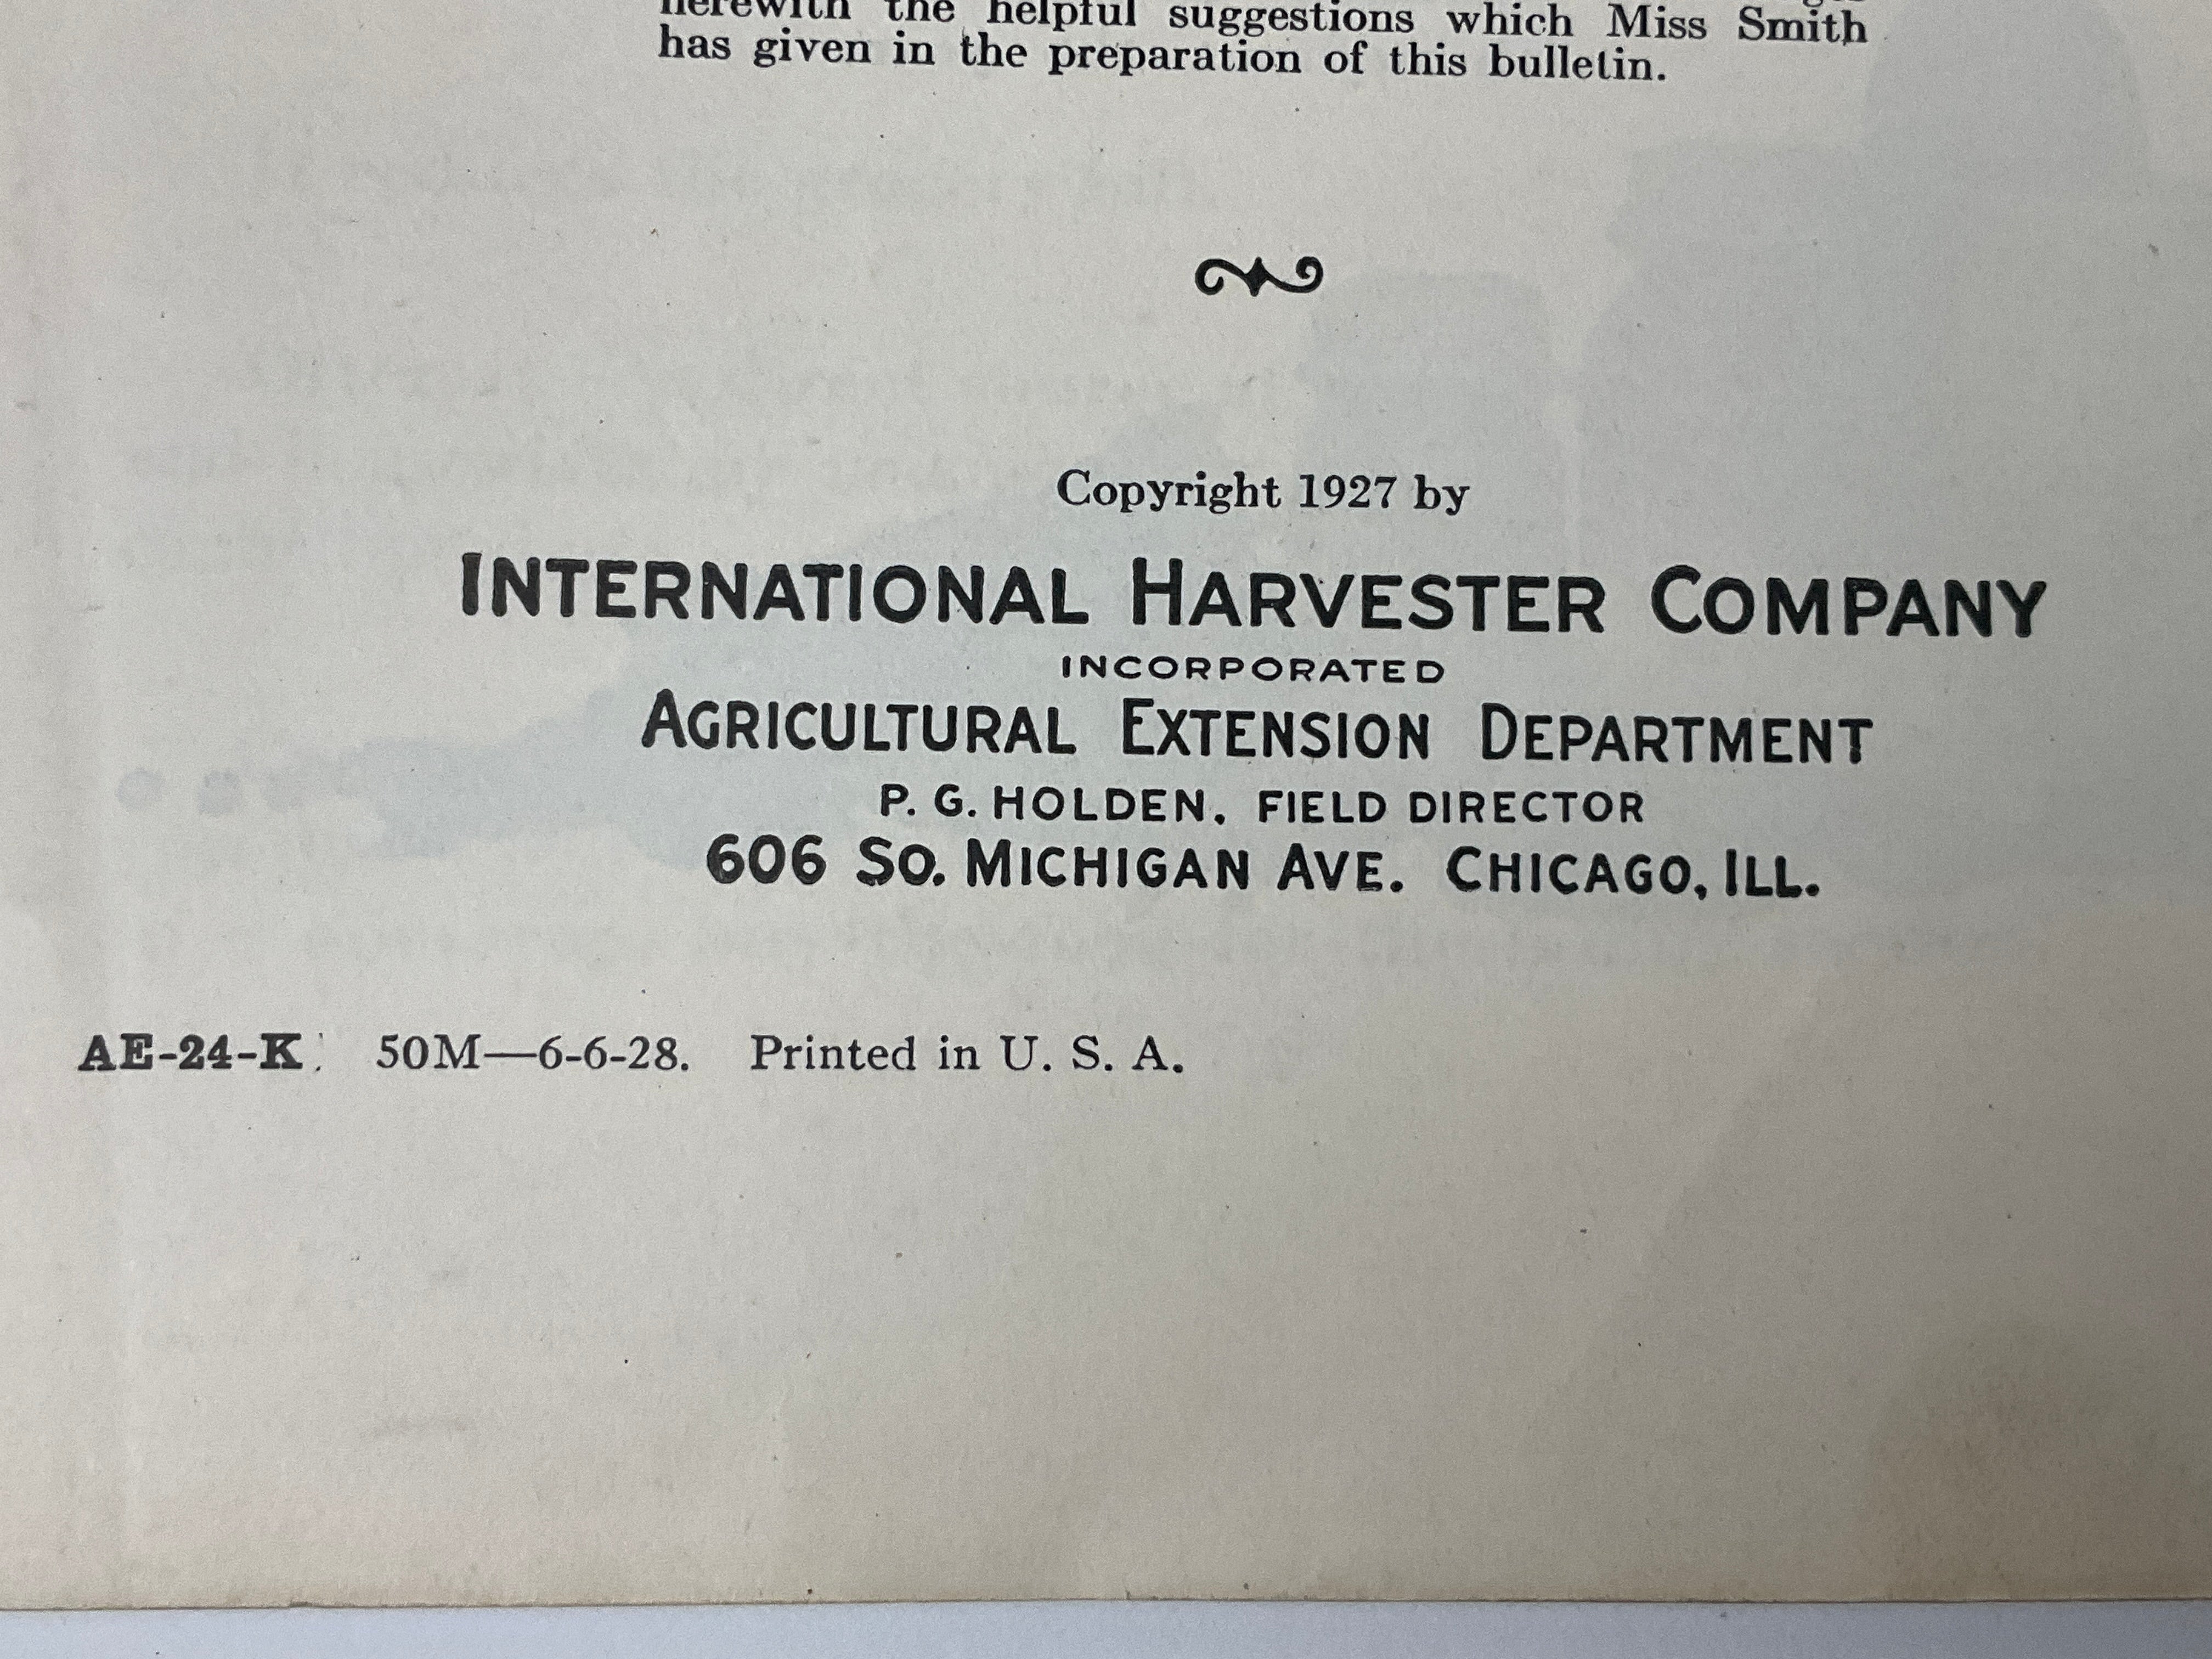 herewith the helpful suggestions which Miss Smith
has given in the preparation of this bulletin.
Copyright 1927 by
INTERNATIONAL HARVESTER COMPANY
INCORPORATED
AGRICULTURAL EXTENSION DEPARTMENT
P. G. HOLDEN, FIELD DIRECTOR
606 SO. MICHIGAN AVE. CHICAGO, ILL.
AE-24-K. 50M—6-6-28. Printed in U. S. A.